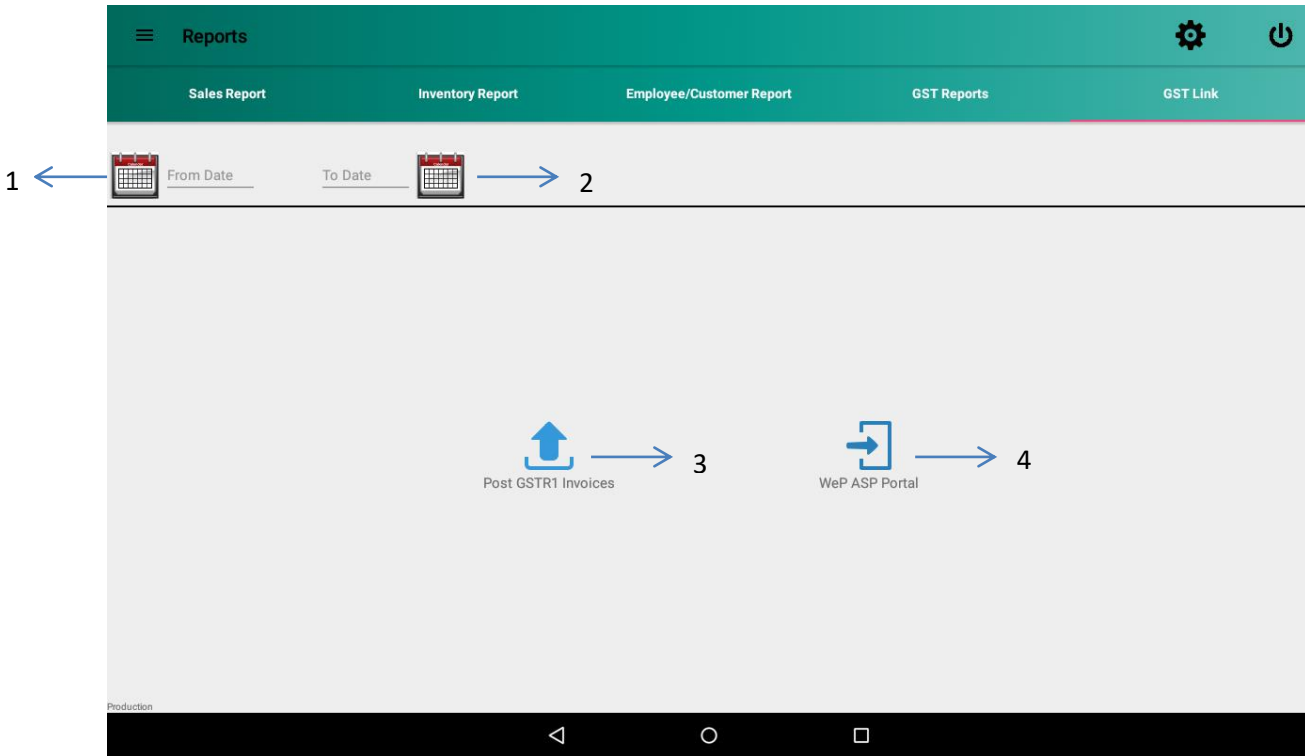 Reports
Sales Report Inventory Report Employee/Customer Report GST Reports GST Link
1 From Date To Date 2
3 4
Post GSTR1 Invoices WeP ASP Portal
Production